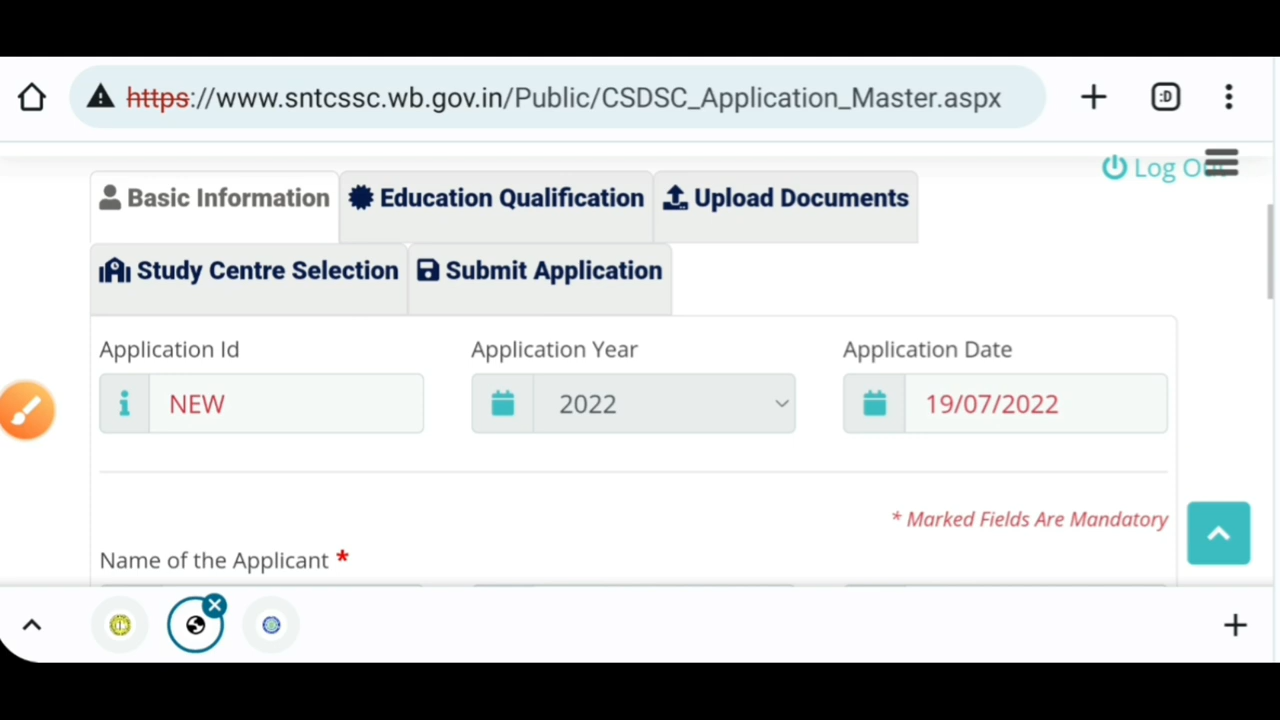 https://www.sntcssc.wb.gov.in/Public/CSDSC_Application_Master.aspx
:D
Log O
Basic Information
Education Qualification
Upload Documents
Study Centre Selection
Submit Application
Application Id
Application Year
Application Date
NEW
2022
19/07/2022
* Marked Fields Are Mandatory
Name of the Applicant *